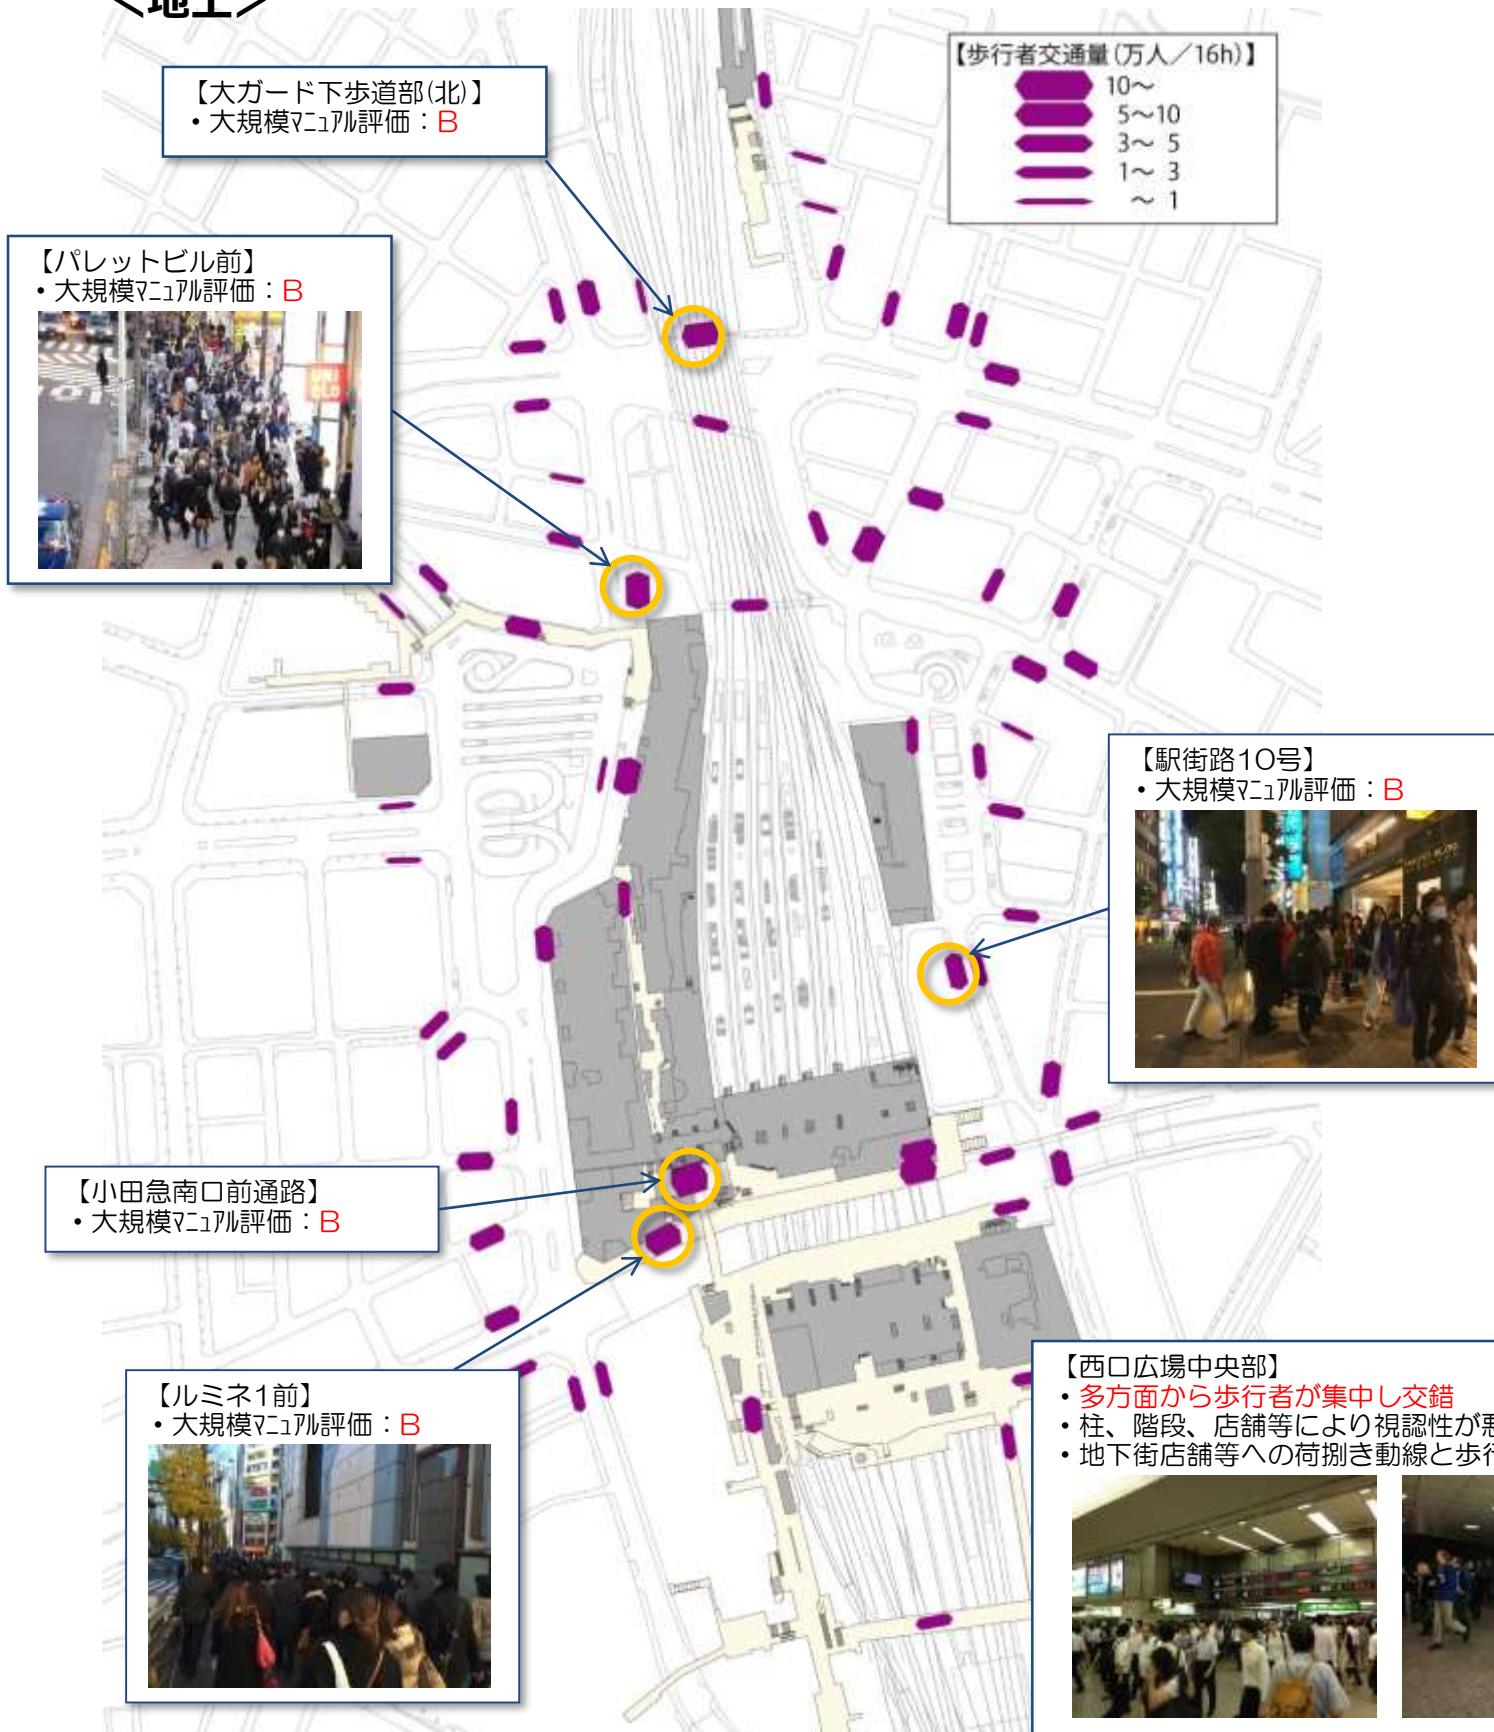 ＜地上＞
【歩行者交通量(万人／16h)】
10～
5～10
3～ 5
1～ 3
～ 1
【大ガード下歩道部(北)】
・大規模ﾏﾆｭｱﾙ評価：B
【パレットビル前】
・大規模ﾏﾆｭｱﾙ評価：B
UNI
QLO
【駅街路10号】
・大規模ﾏﾆｭｱﾙ評価：B
【小田急南口前通路】
・大規模ﾏﾆｭｱﾙ評価：B
【ルミネ1前】
・大規模ﾏﾆｭｱﾙ評価：B
【西口広場中央部】
・多方面から歩行者が集中し交錯
・柱、階段、店舗等により視認性が悪
・地下街店舗等への荷捌き動線と歩行